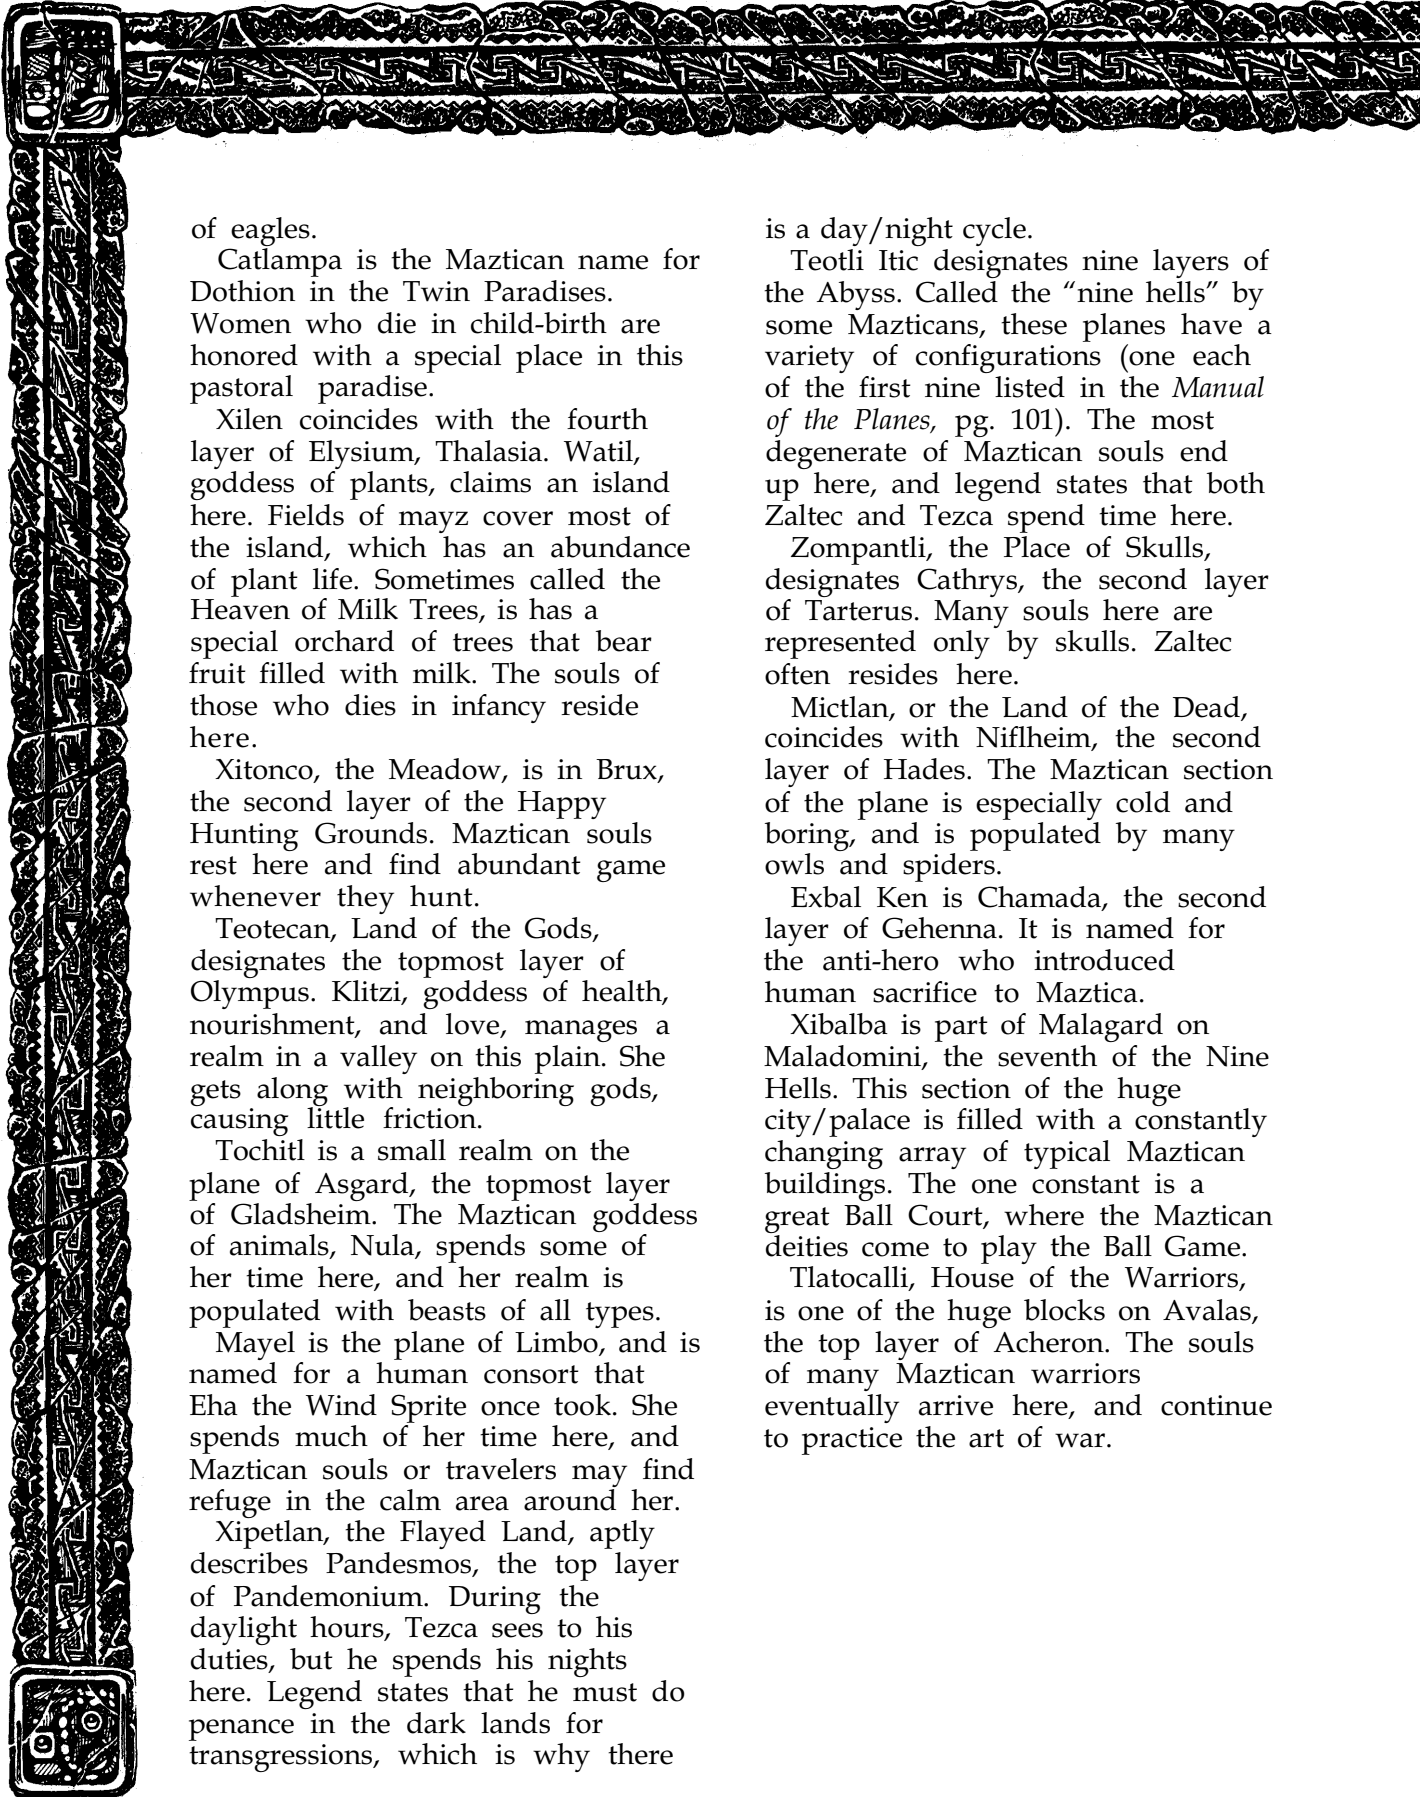 of eagles.
Catlampa is the Maztican name for
Dothion in the Twin Paradises.
Women who die in child-birth are
honored with a special place in this
pastoral paradise.
Xilen coincides with the fourth
layer of Elysium, Thalasia. Watil,
goddess of plants, claims an island
here. Fields of mayz cover most of
the island, which has an abundance
of plant life. Sometimes called the
Heaven of Milk Trees, is has a
special orchard of trees that bear
fruit filled with milk. The souls of
those who dies in infancy reside
here.
Xitonco, the Meadow, is in Brux,
the second layer of the Happy
Hunting Grounds. Maztican souls
rest here and find abundant game
whenever they hunt.
Teotecan, Land of the Gods,
designates the topmost layer of
Olympus. Klitzi, goddess of health,
nourishment, and love, manages a
realm in a valley on this plain. She
gets along with neighboring gods,
causing little friction.
Tochitl is a small realm on the
plane of Asgard, the topmost layer
of Gladsheim. The Maztican goddess
of animals, Nula, spends some of
her time here, and her realm is
populated with beasts of all types.
Mayel is the plane of Limbo, and is
named for a human consort that
Eha the Wind Sprite once took. She
spends much of her time here, and
Maztican souls or travelers may find
refuge in the calm area around her.
Xipetlan, the Flayed Land, aptly
describes Pandesmos, the top layer
of Pandemonium. During the
daylight hours, Tezca sees to his
duties, but he spends his nights
here. Legend states that he must do
penance in the dark lands for
transgressions, which is why there
is a day/night cycle.
Teotli Itic designates nine layers of
the Abyss. Called the “nine hells” by
some Mazticans, these planes have a
variety of configurations (one each
of the first nine listed in the Manual
of the Planes, pg. 101). The most
degenerate of Maztican souls end
up here, and legend states that both
Zaltec and Tezca spend time here.
Zompantli, the Place of Skulls,
designates Cathrys, the second layer
of Tarterus. Many souls here are
represented only by skulls. Zaltec
often resides here.
Mictlan, or the Land of the Dead,
coincides with Niflheim, the second
layer of Hades. The Maztican section
of the plane is especially cold and
boring, and is populated by many
owls and spiders.
Exbal Ken is Chamada, the second
layer of Gehenna. It is named for
the anti-hero who introduced
human sacrifice to Maztica.
Xibalba is part of Malagard on
Maladomini, the seventh of the Nine
Hells. This section of the huge
city/palace is filled with a constantly
changing array of typical Maztican
buildings. The one constant is a
great Ball Court, where the Maztican
deities come to play the Ball Game.
Tlatocalli, House of the Warriors,
is one of the huge blocks on Avalas,
the top layer of Acheron. The souls
of many Maztican warriors
eventually arrive here, and continue
to practice the art of war.